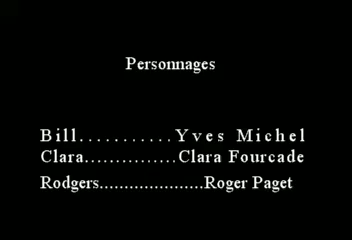 Personnages
Bill...........Yves Michel
Clara...............Clara Fourcade
Rodgers.....................Roger Paget